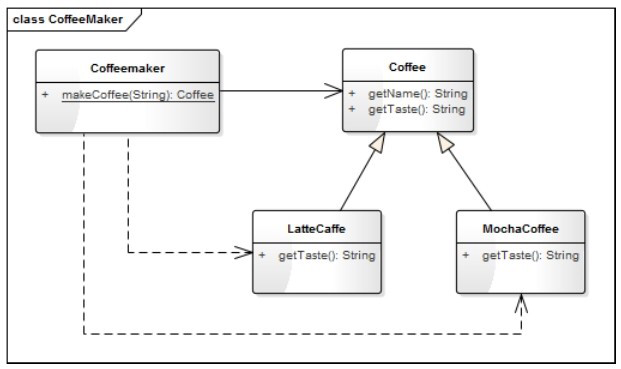 class CoffeeMaker
Coffeemaker
+ makeCoffee(String): Coffee
Coffee
+ getName(): String
+ getTaste(): String
LatteCaffe
+ getTaste(): String
MochaCoffee
+ getTaste(): String